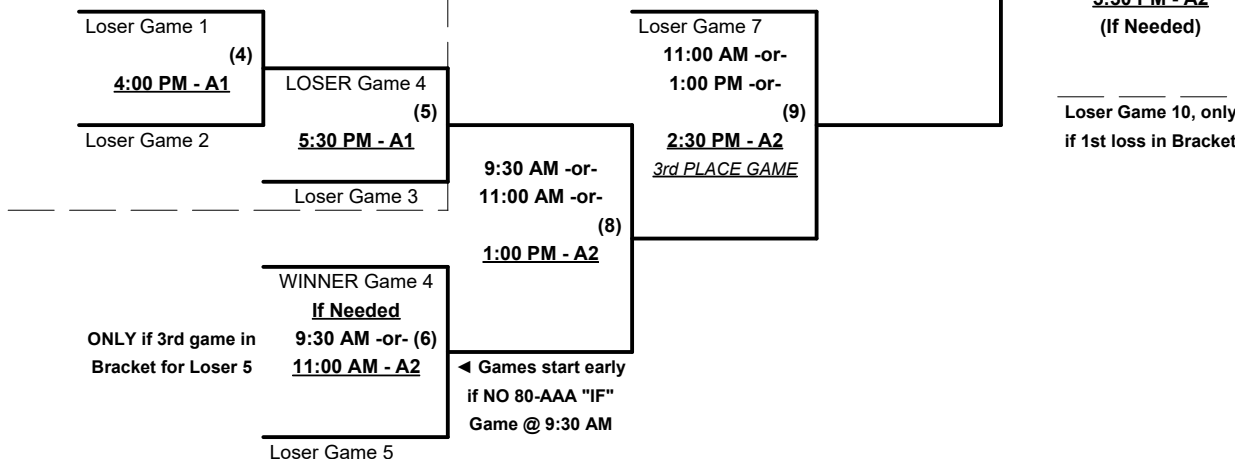 5:30 PM - A2
(If Needed)
Loser Game 10, only
if 1st loss in Bracket
Loser Game 1
(4)
4:00 PM - A1
Loser Game 2
LOSER Game 4
(5)
5:30 PM - A1
Loser Game 3
WINNER Game 4
If Needed
9:30 AM -or- (6)
11:00 AM - A2
ONLY if 3rd game in
Bracket for Loser 5
Loser Game 5
9:30 AM -or-
11:00 AM -or-
(8)
1:00 PM - A2
◄ Games start early
if NO 80-AAA "IF"
Game @ 9:30 AM
Loser Game 7
11:00 AM -or-
1:00 PM -or-
(9)
2:30 PM - A2
3rd PLACE GAME